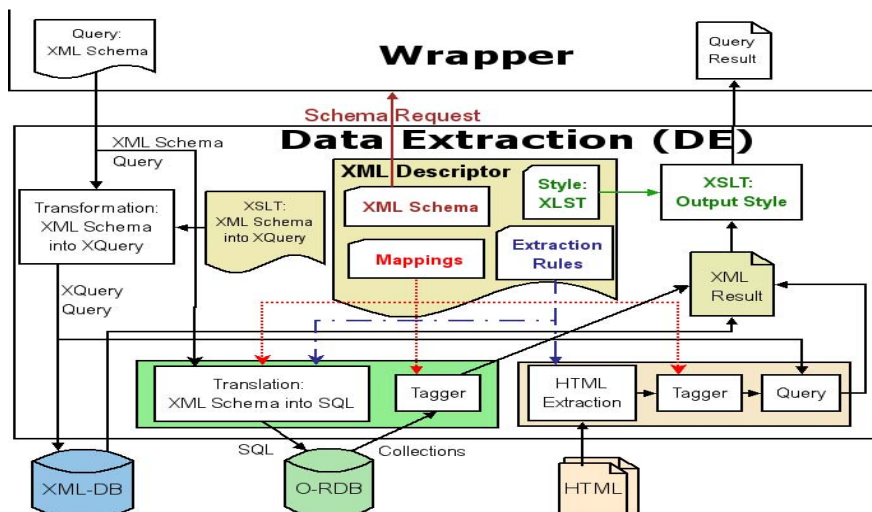 Query:
XML Schema
Wrapper
Query
Result
Schema Request
Data Extraction (DE)
XML Schema
Query
XML Descriptor
Style:
XLST
XSLT:
Output Style
Transformation:
XML Schema
into XQuery
XSLT:
XML Schema
into XQuery
XML Schema
Mappings
Extraction
Rules
XML
Result
XQuery
Query
Translation:
XML Schema into SQL
Tagger
HTML
Extraction
Tagger
Query
SQL
Collections
XML-DB
O-RDB
HTML